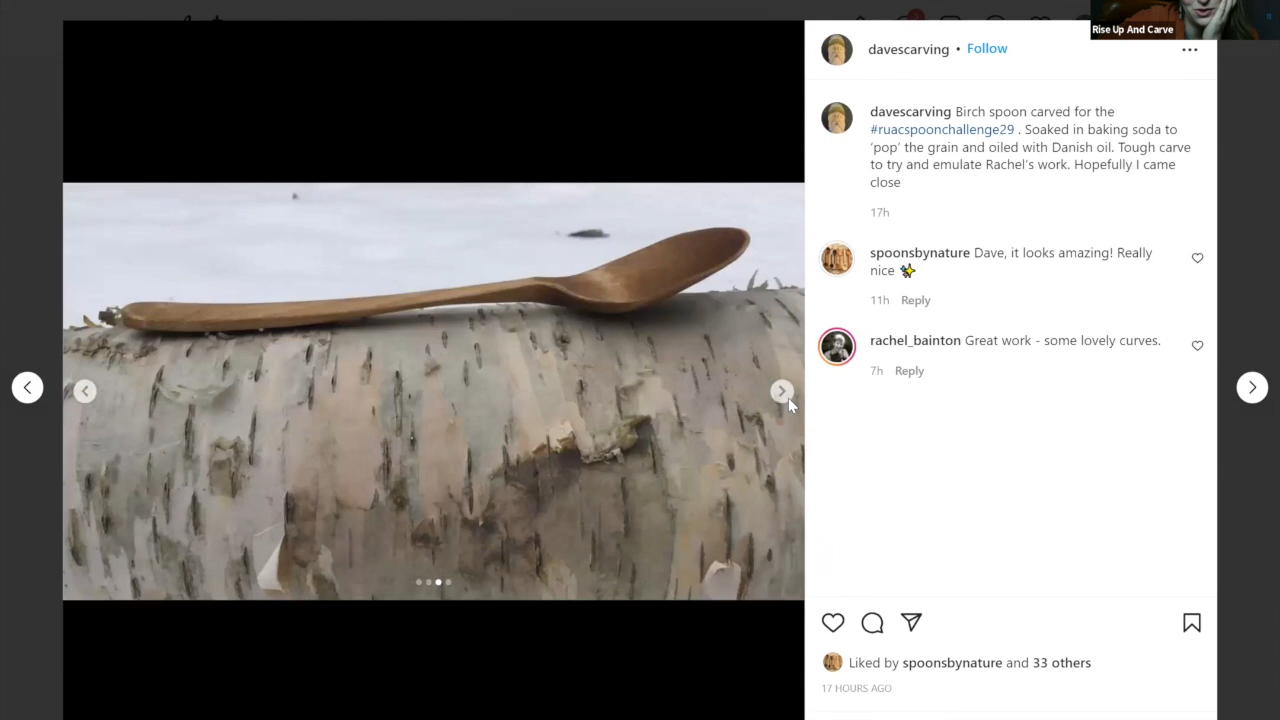 Rise Up And Carve
davescarving • Follow
davescarving Birch spoon carved for the
#ruacspoonchallenge29 . Soaked in baking soda to
‘pop’ the grain and oiled with Danish oil. Tough carve
to try and emulate Rachel's work. Hopefully I came
close
17h
spoonsbynature Dave, it looks amazing! Really
nice ✨
11h Reply
rachel_bainton Great work - some lovely curves.
7h Reply
Liked by spoonsbynature and 33 others
17 HOURS AGO